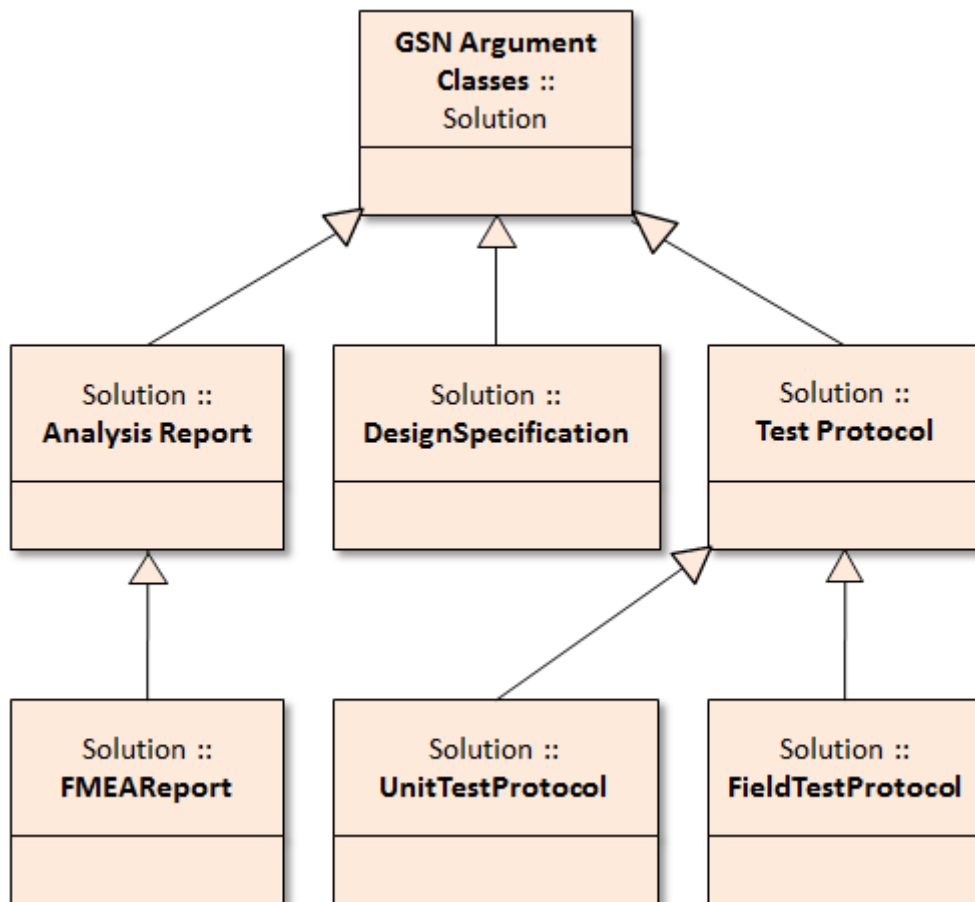 GSN Argument
Classes ::
Solution
Solution ::
Analysis Report
Solution ::
DesignSpecification
Solution ::
Test Protocol
Solution ::
FMEAReport
Solution ::
UnitTestProtocol
Solution ::
FieldTestProtocol